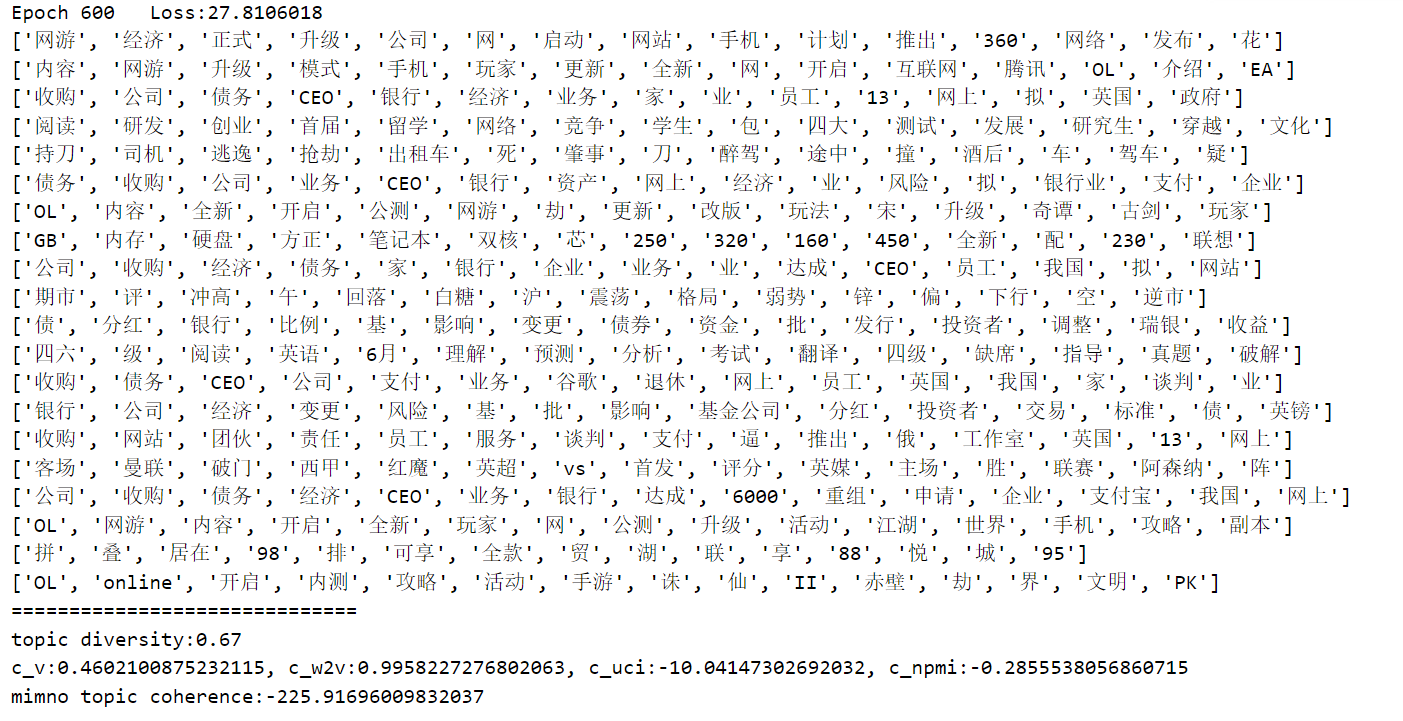 Epoch 600   Loss:27.8106018
['网游', '经济', '正式', '升级', '公司', '网', '启动', '网站', '手机', '计划', '推出', '360', '网络', '发布', '花']
['内容', '网游', '升级', '模式', '手机', '玩家', '更新', '全新', '网', '开启', '互联网', '腾讯', 'OL', '介绍', 'EA']
['收购', '公司', '债务', 'CEO', '银行', '经济', '业务', '家', '业', '员工', '13', '网上', '拟', '英国', '政府']
['阅读', '研发', '创业', '首届', '留学', '网络', '竞争', '学生', '包', '四大', '测试', '发展', '研究生', '穿越', '文化']
['持刀', '司机', '逃逸', '抢劫', '出租车', '死', '肇事', '刀', '醉驾', '途中', '撞', '酒后', '车', '驾车', '疑']
['债务', '收购', '公司', '业务', 'CEO', '银行', '资产', '网上', '经济', '业', '风险', '拟', '银行业', '支付', '企业']
['OL', '内容', '全新', '开启', '公测', '网游', '劫', '更新', '改版', '玩法', '宋', '升级', '奇谭', '古剑', '玩家']
['GB', '内存', '硬盘', '方正', '笔记本', '双核', '芯', '250', '320', '160', '450', '全新', '配', '230', '联想']
['公司', '收购', '经济', '债务', '家', '银行', '企业', '业务', '业', '达成', 'CEO', '员工', '我国', '拟', '网站']
['期市', '评', '冲高', '午', '回落', '白糖', '沪', '震荡', '格局', '弱势', '锌', '偏', '下行', '空', '逆市']
['债', '分红', '银行', '比例', '基', '影响', '变更', '债券', '资金', '批', '发行', '投资者', '调整', '瑞银', '收益']
['四六', '级', '阅读', '英语', '6月', '理解', '预测', '分析', '考试', '翻译', '四级', '缺席', '指导', '真题', '破解']
['收购', '债务', 'CEO', '公司', '支付', '业务', '谷歌', '退休', '网上', '员工', '英国', '我国', '家', '谈判', '业']
['银行', '公司', '经济', '变更', '风险', '基', '批', '影响', '基金公司', '分红', '投资者', '交易', '标准', '债', '英镑']
['收购', '网站', '团伙', '责任', '员工', '服务', '谈判', '支付', '逼', '推出', '俄', '工作室', '英国', '13', '网上']
['客场', '曼联', '破门', '西甲', '红魔', '英超', 'vs', '首发', '评分', '英媒', '主场', '胜', '联赛', '阿森纳', '阵']
['公司', '收购', '债务', '经济', 'CEO', '业务', '银行', '达成', '6000', '重组', '申请', '企业', '支付宝', '我国', '网上']
['OL', '网游', '内容', '开启', '全新', '玩家', '网', '公测', '升级', '活动', '江湖', '世界', '手机', '攻略', '副本']
['拼', '叠', '居在', '98', '排', '可享', '全款', '贸', '湖', '联', '享', '88', '悦', '城', '95']
['OL', 'online', '开启', '内测', '攻略', '活动', '手游', '诛', '仙', 'II', '赤壁', '劫', '界', '文明', 'PK']
==============================
topic diversity:0.67
c_v:0.4602100875232115, c_w2v:0.9958227276802063, c_uci:-10.04147302692032, c_npmi:-0.2855538056860715
mimno topic coherence:-225.91696009832037